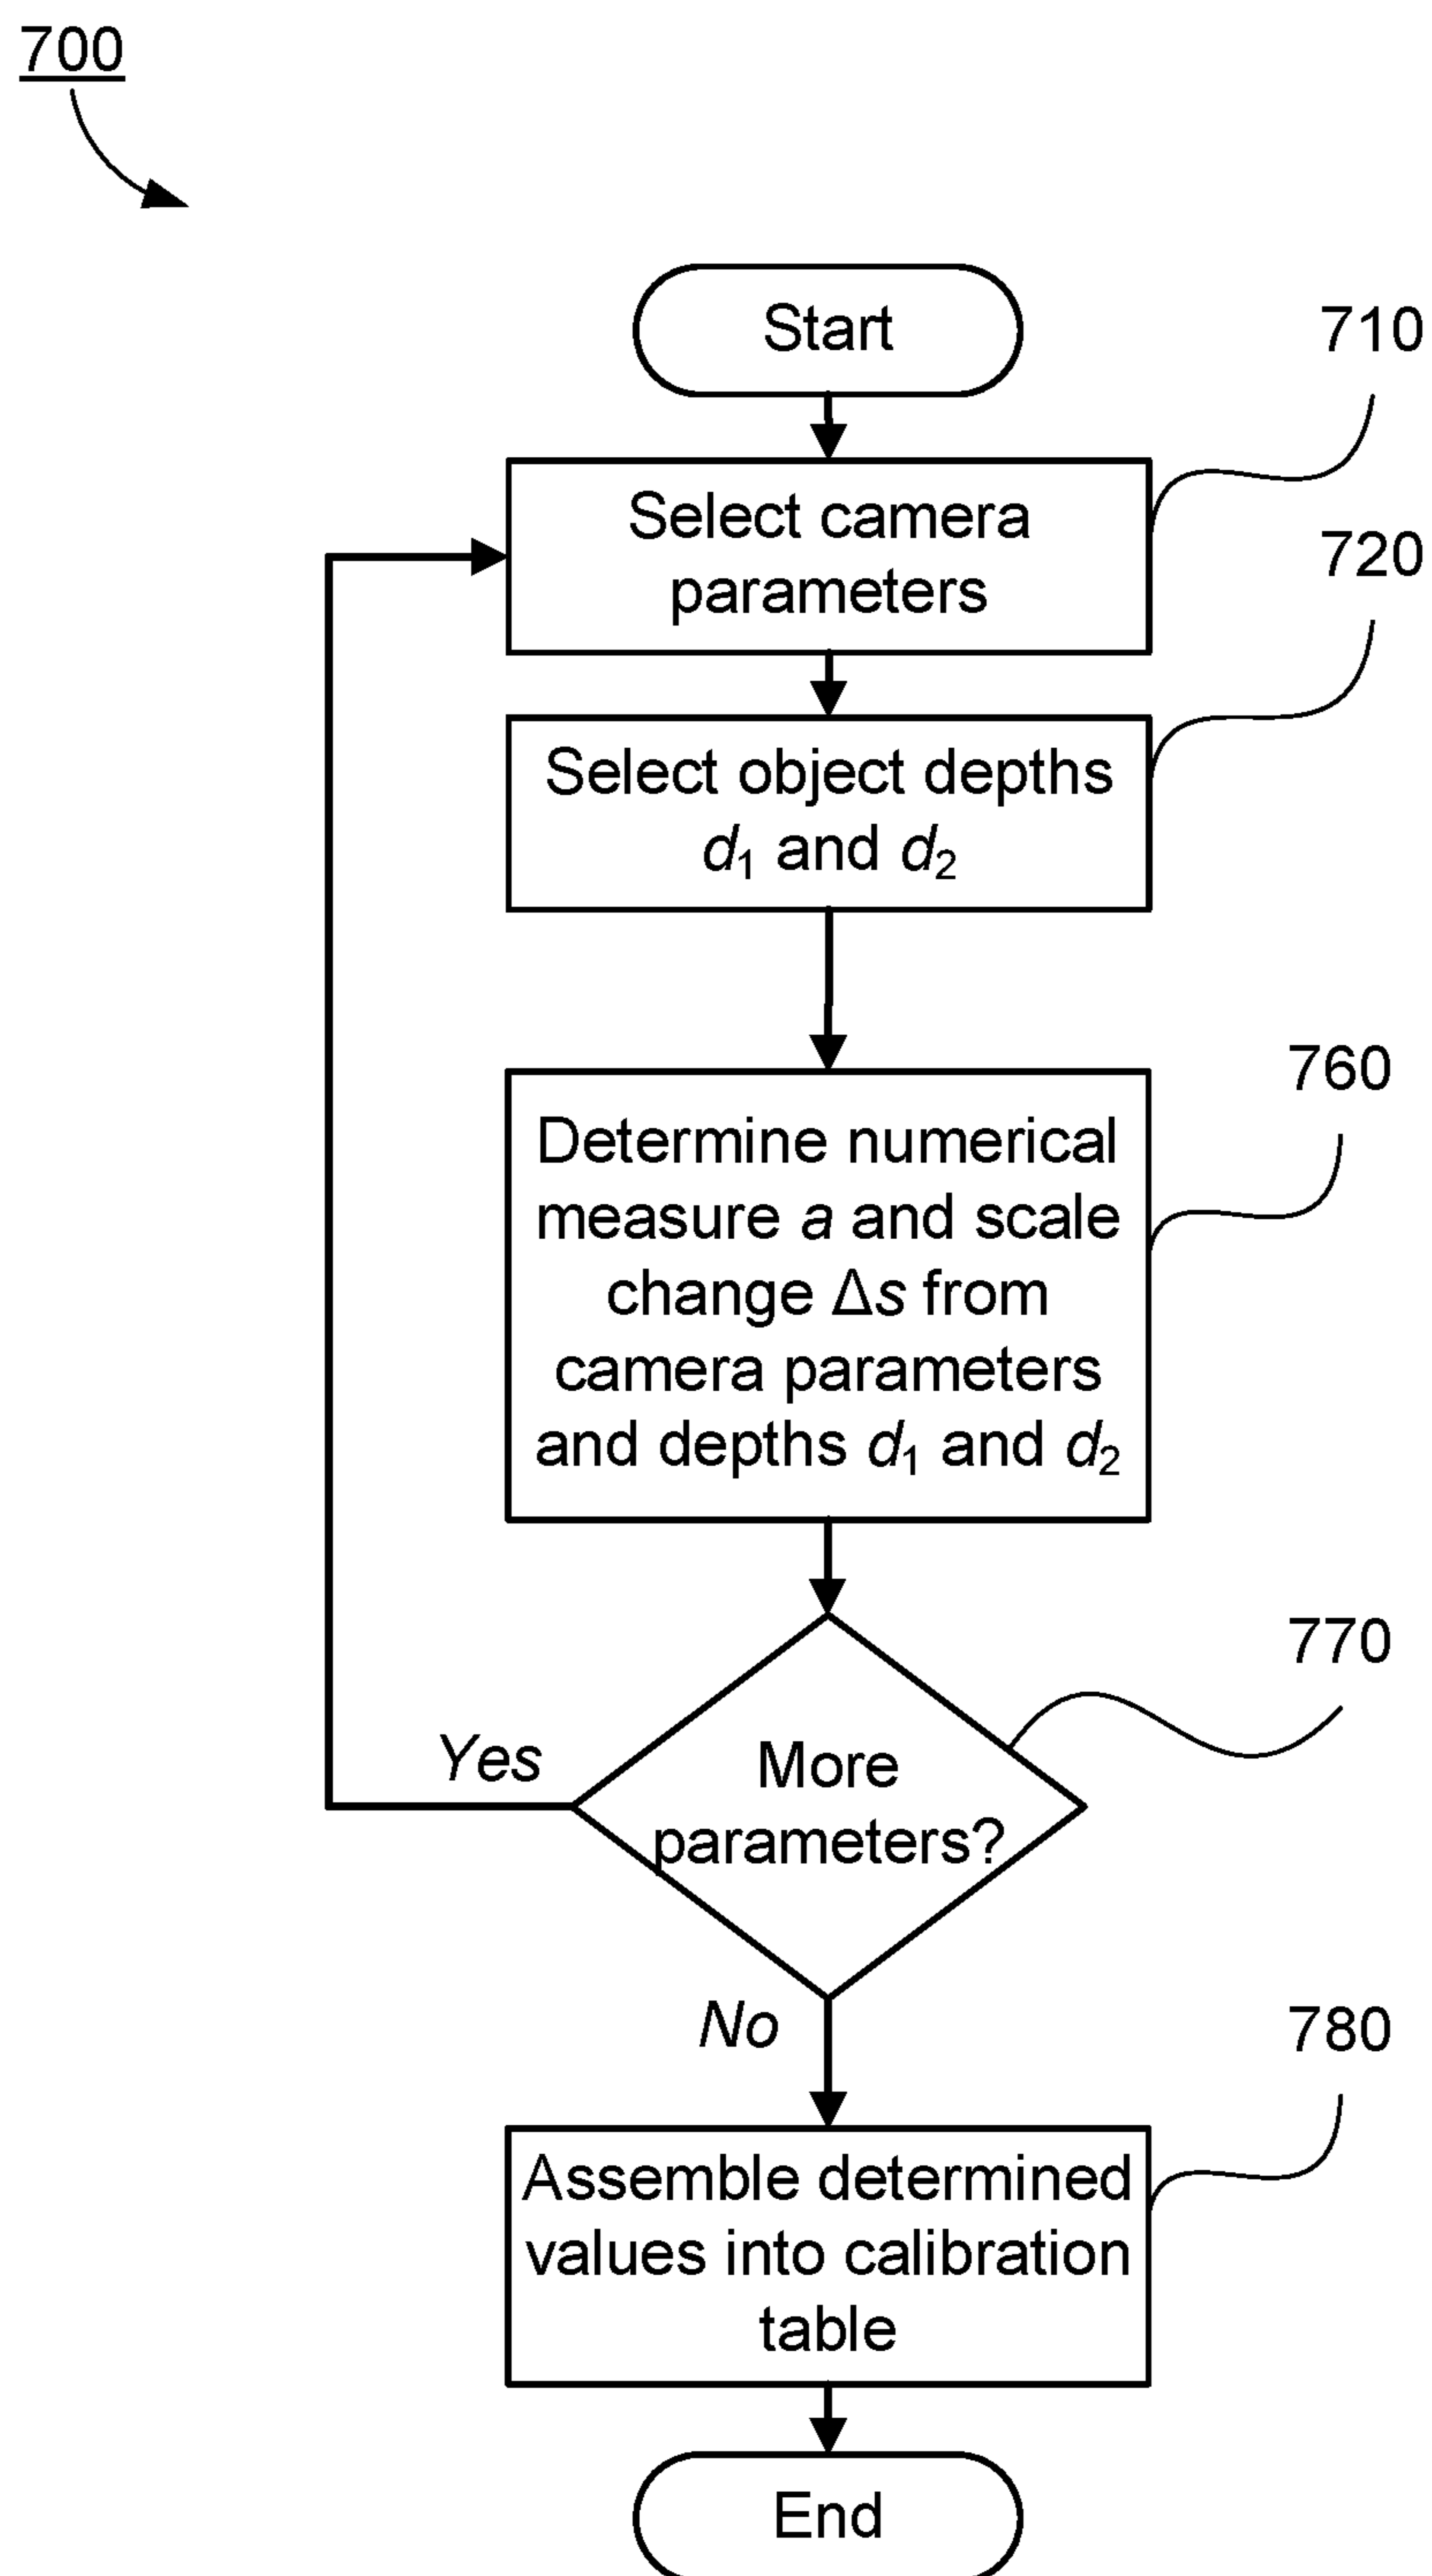 700
Start
710
Select camera
parameters
720
Select object depths
d1 and d2
760
Determine numerical
measure a and scale
change Δs from
camera parameters
and depths d1 and d2
770
More
parameters?
Yes
No
780
Assemble determined
values into calibration
table
End